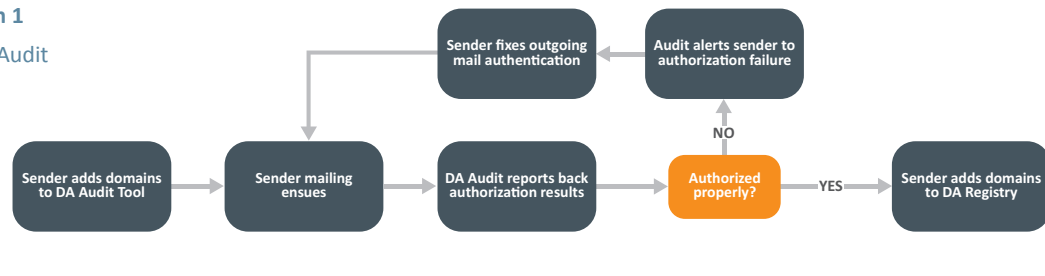 1
Audit
Sender fixes outgoing
mail authentication
Audit alerts sender to
authorization failure
NO
Sender adds domains
to DA Audit Tool
Sender mailing
ensues
DA Audit reports back
authorization results
Authorized
properly?
YES
Sender adds domains
to DA Registry